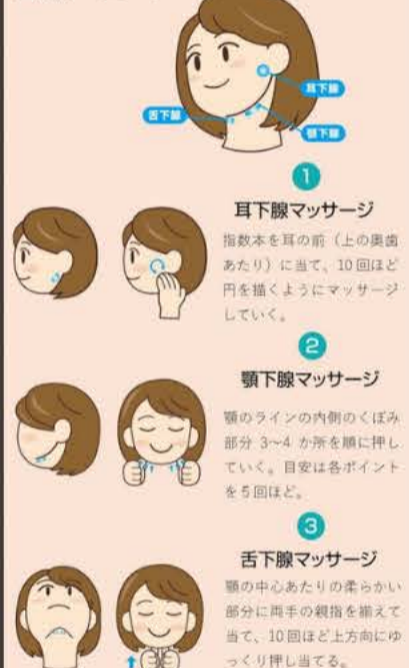 耳下腺
舌下腺
顎下腺
1
耳下腺マッサージ
指数本を耳の前（上の奥歯
あたり）に当て、10回ほど
円を描くようにマッサージ
していく。
2
顎下腺マッサージ
顎のラインの内側のくぼみ
部分 3～4 か所を順に押し
ていく。目安は各ポイント
を5回ほど。
3
舌下腺マッサージ
顎の中心あたりの柔らかい
部分に両手の親指を揃えて
当て、10回ほど上方向にゆ
っくり押し当てる。